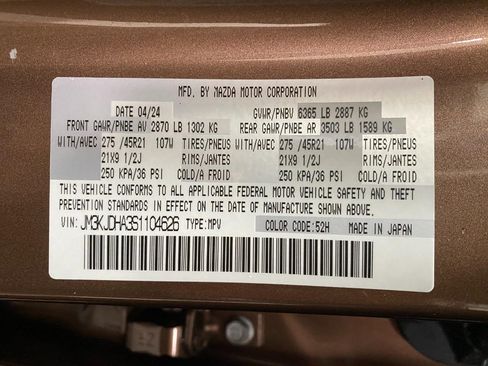 MFD. BY MAZDA MOTOR CORPORATION
DATE 04/24 GVWR/PNBV 6365 LB 2887 KG
FRONT GAWR/PNBE AV 2870 LB 1302 KG REAR GAWR/PNBE AR 3503 LB 1589 KG
WITH/AVEC 275 /45R21 107W TIRES/PNEUS WITH/AVEC 275 /45R21 107W TIRES/PNEUS
21X9 1/2J RIMS/JANTES 21X9 1/2J RIMS/JANTES
250 KPA/36 PSI COLD/A FROID 250 KPA/36 PSI COLD/A FROID
THIS VEHICLE CONFORMS TO ALL APPLICABLE FEDERAL MOTOR VEHICLE SAFETY AND THEFT
PREVENTION STANDARDS IN EFFECT ON THE DATE OF MANUFACTURE SHOWN ABOVE.
VIN: JM3KJDHA3S1104626 TYPE:MPV COLOR CODE:52H MADE IN JAPAN